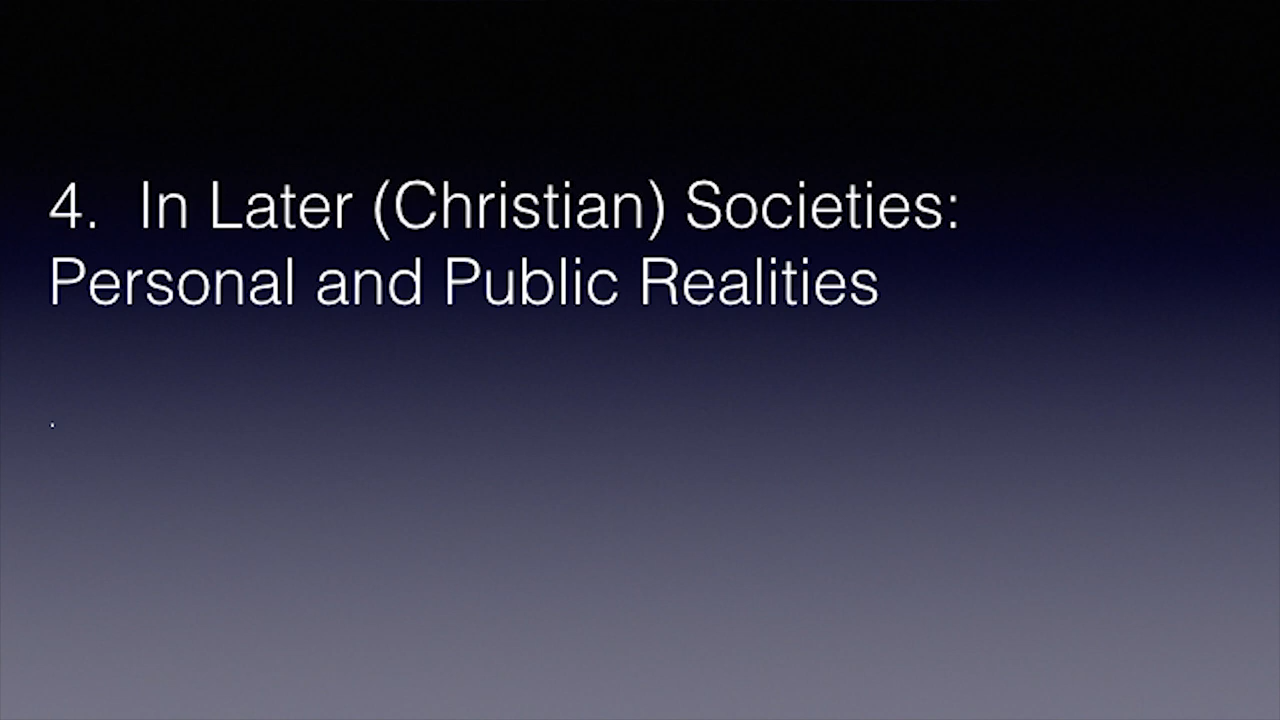 4. In Later (Christian) Societies:
Personal and Public Realities
.